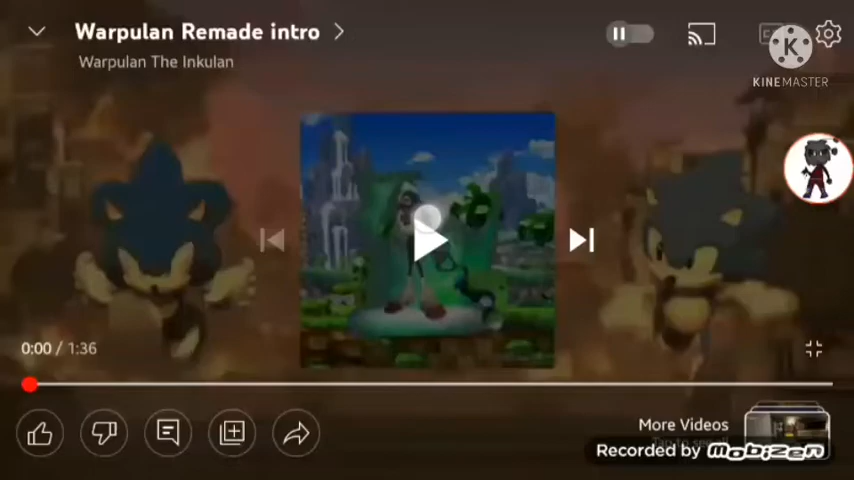 Warpulan Remade intro
Warpulan The Inkulan
K
KINEMASTER
0:00 / 1:36
More Videos
Recorded by Mobizen